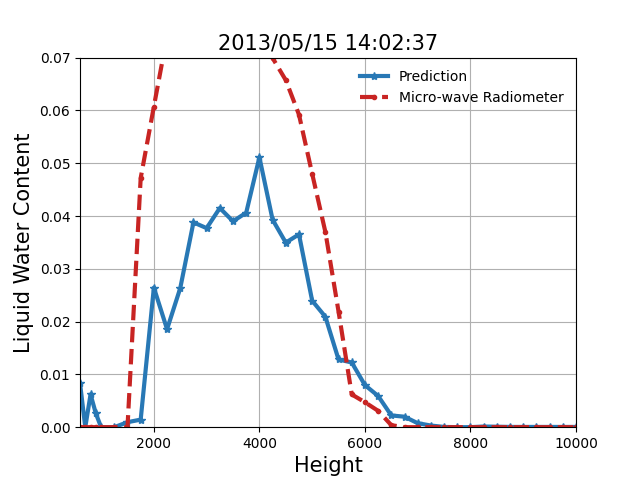 2013/05/15 14:02:37
Prediction
Micro-wave Radiometer
0.07
0.06
0.05
0.04
0.03
0.02
0.01
0.00
Liquid Water Content
2000 4000 6000 8000 10000
Height